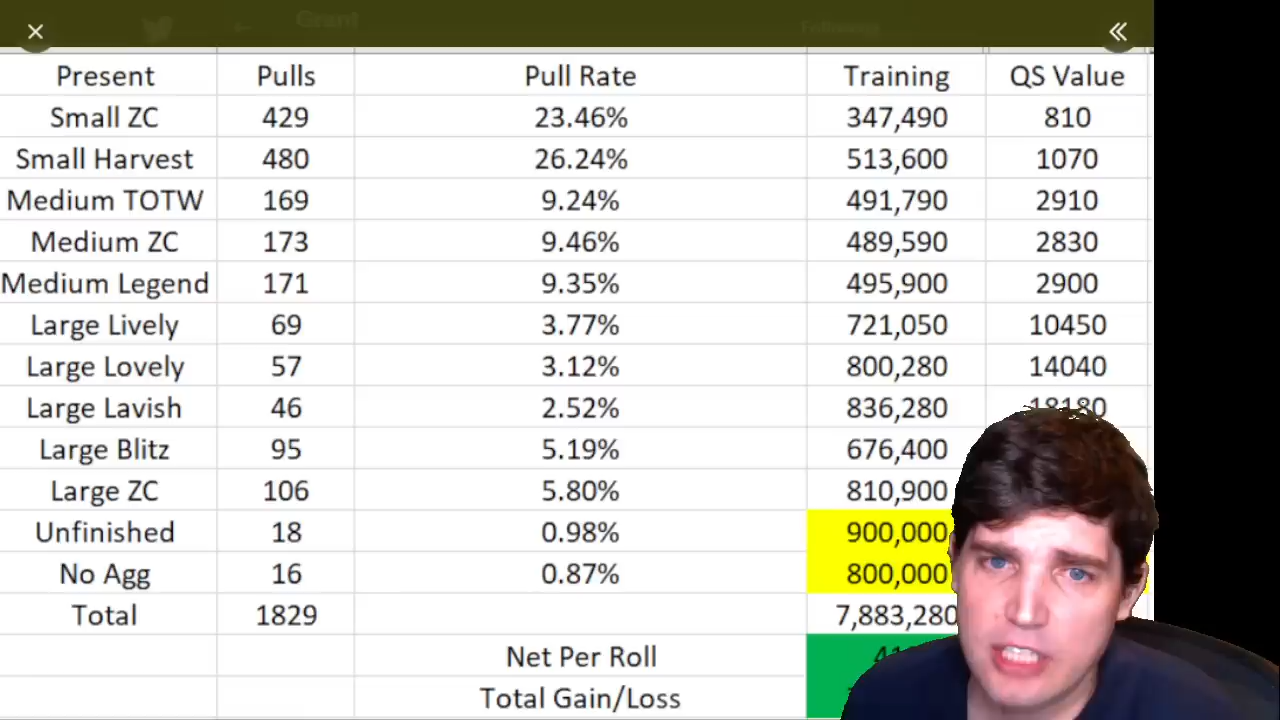 Grant
Following
Present Pulls Pull Rate Training QS Value
Small ZC 429 23.46% 347,490 810
Small Harvest 480 26.24% 513,600 1070
Medium TOTW 169 9.24% 491,790 2910
Medium ZC 173 9.46% 489,590 2830
Medium Legend 171 9.35% 495,900 2900
Large Lively 69 3.77% 721,050 10450
Large Lovely 57 3.12% 800,280 14040
Large Lavish 46 2.52% 836,280 18180
Large Blitz 95 5.19% 676,400
Large ZC 106 5.80% 810,900
Unfinished 18 0.98% 900,000
No Agg 16 0.87% 800,000
Total 1829 7,883,280
Net Per Roll
Total Gain/Loss